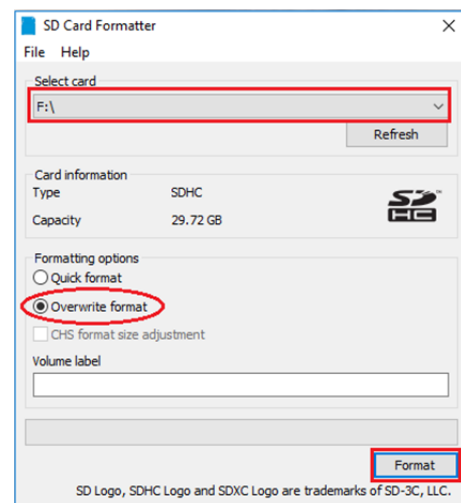 SD Card Formatter
File Help
Select card
F:\
Refresh
Card information
Type SDHC
Capacity 29.72 GB
SD HC
Formatting options
Quick format
Overwrite format
CHS format size adjustment
Volume label
Format
SD Logo, SDHC Logo and SDXC Logo are trademarks of SD-3C, LLC.